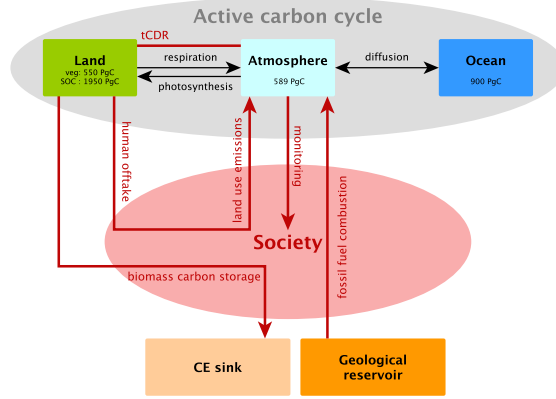 Active carbon cycle
tCDR
Land
veg: 550 PgC
SOC : 1950 PgC
respiration
photosynthesis
Atmosphere
589 PgC
diffusion
Ocean
900 PgC
human offtake
land use emissions
monitoring
fossil fuel combustion
Society
biomass carbon storage
CE sink
Geological
reservoir